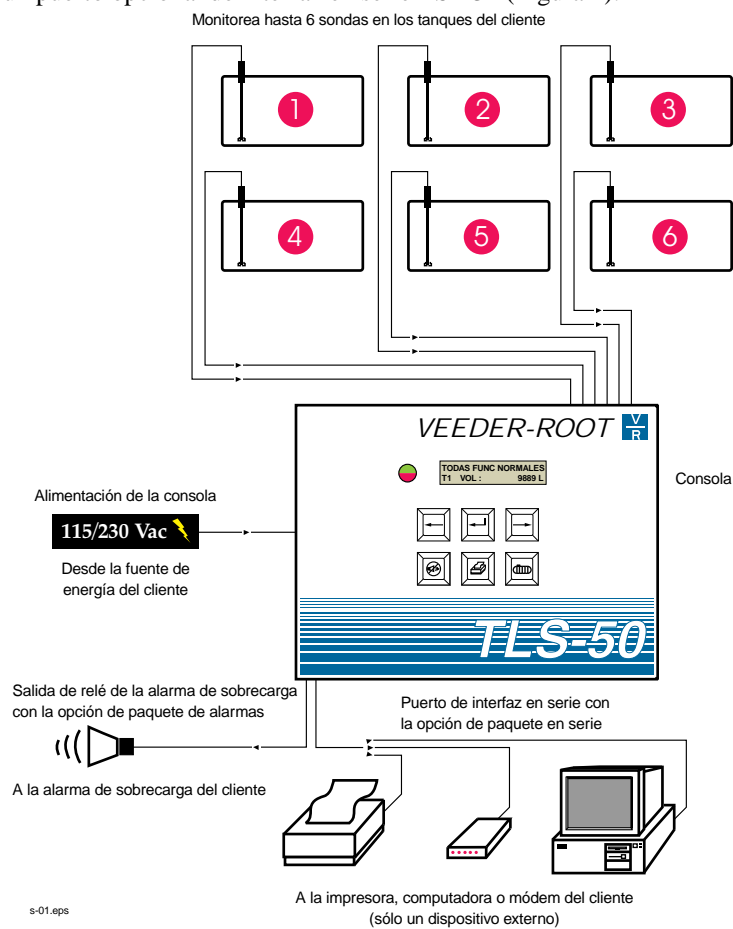 Monitorea hasta 6 sondas en los tanques del cliente
1
2
3
4
5
6
VEEDER-ROOT
V
R
TODAS FUNC NORMALES
T1 VOL : 9889 L
Consola
Alimentación de la consola
115/230 Vac
Desde la fuente de
energía del cliente
TLS-50
Salida de relé de la alarma de sobrecarga
con la opción de paquete de alarmas
Puerto de interfaz en serie con
la opción de paquete en serie
A la alarma de sobrecarga del cliente
A la impresora, computadora o módem del cliente
(sólo un dispositivo externo)
s-01.eps